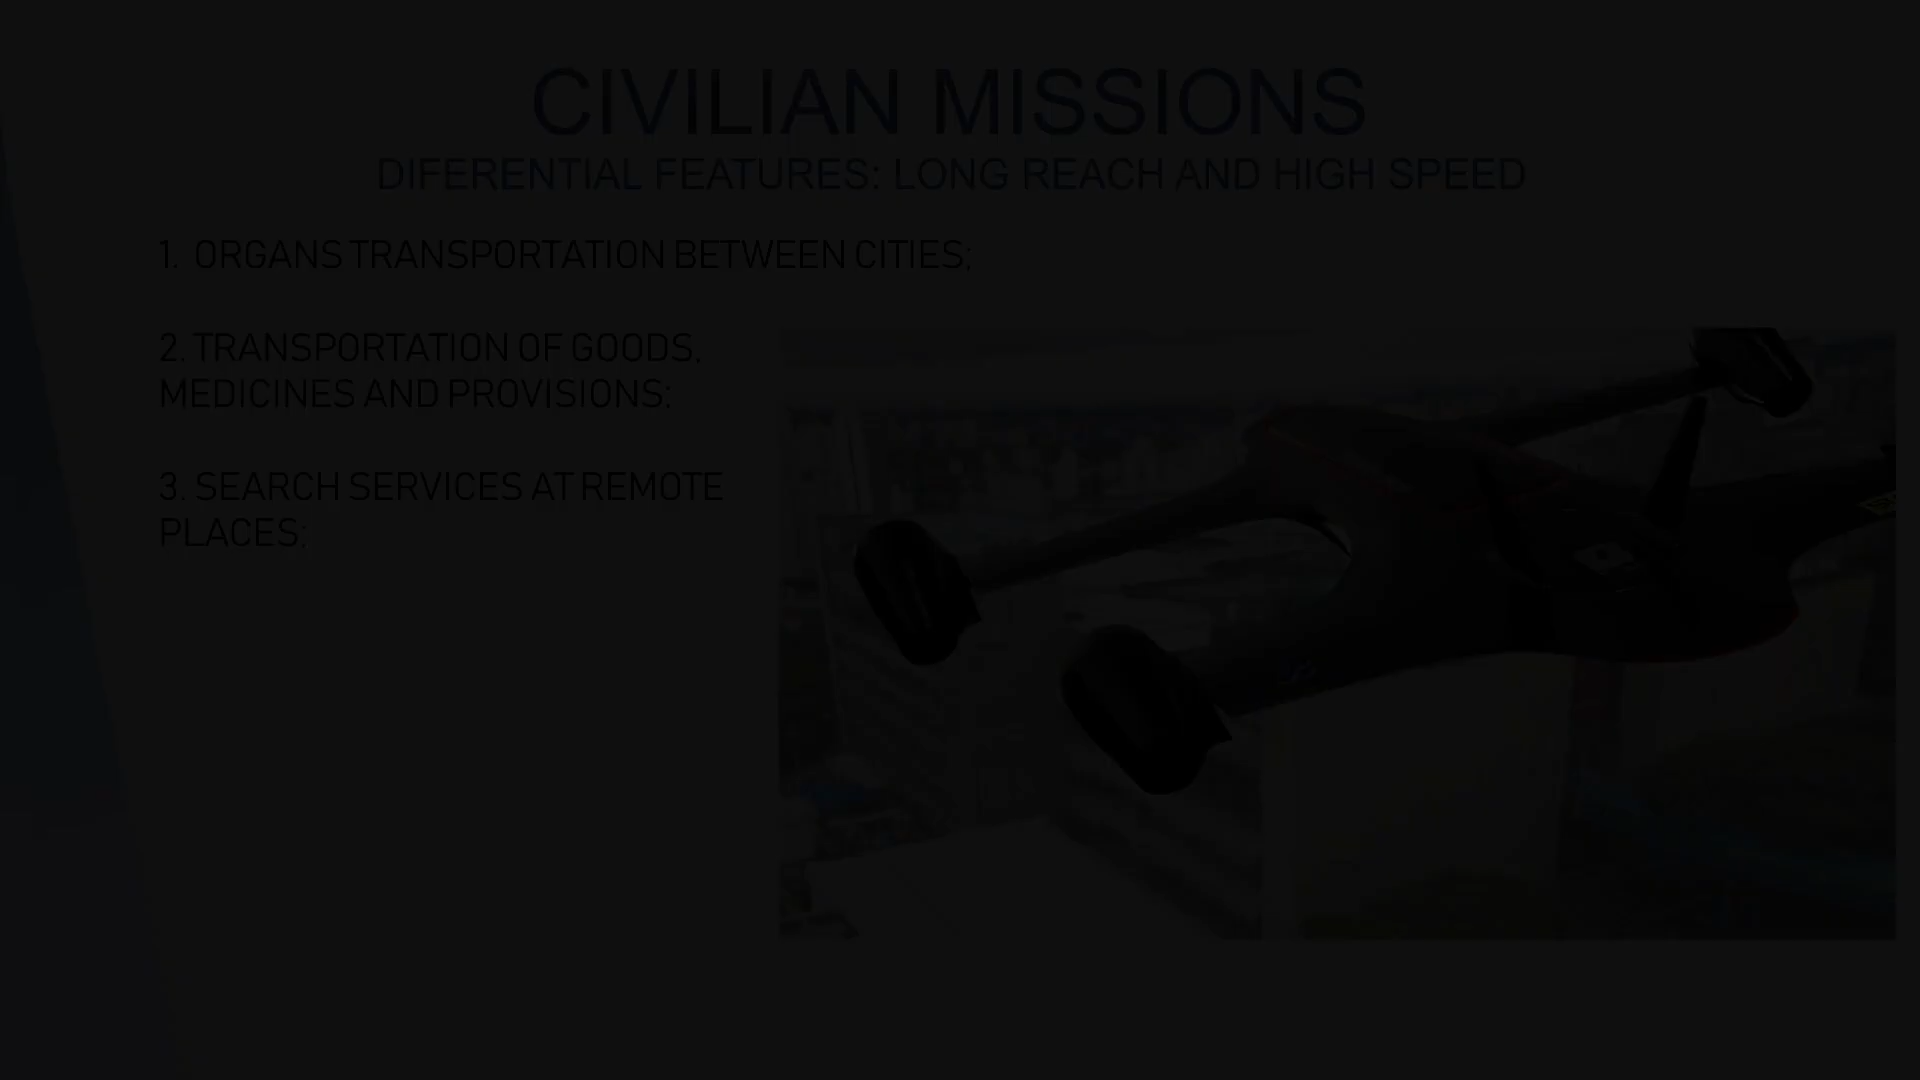 CIVILIAN MISSIONS
DIFERENTIAL FEATURES: LONG REACH AND HIGH SPEED
1. ORGANS TRANSPORTATION BETWEEN CITIES;
2. TRANSPORTATION OF GOODS,
MEDICINES AND PROVISIONS;
3. SEARCH SERVICES AT REMOTE
PLACES;